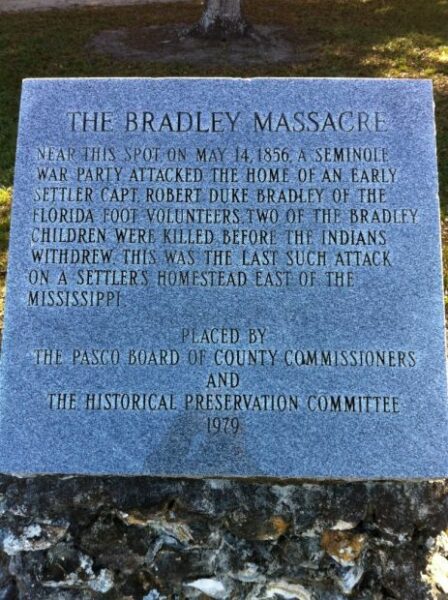 THE BRADLEY MASSACRE
NEAR THIS SPOT, ON MAY 14, 1856, A SEMINOLE
WAR PARTY ATTACKED THE HOME OF AN EARLY
SETTLER CAPT. ROBERT DUKE BRADLEY OF THE
FLORIDA FOOT VOLUNTEERS. TWO OF THE BRADLEY
CHILDREN WERE KILLED BEFORE THE INDIANS
WITHDREW. THIS WAS THE LAST SUCH ATTACK
ON A SETTLERS HOMESTEAD EAST OF THE
MISSISSIPPI.
PLACED BY
THE PASCO BOARD OF COUNTY COMMISSIONERS
AND
THE HISTORICAL PRESERVATION COMMITTEE
1979